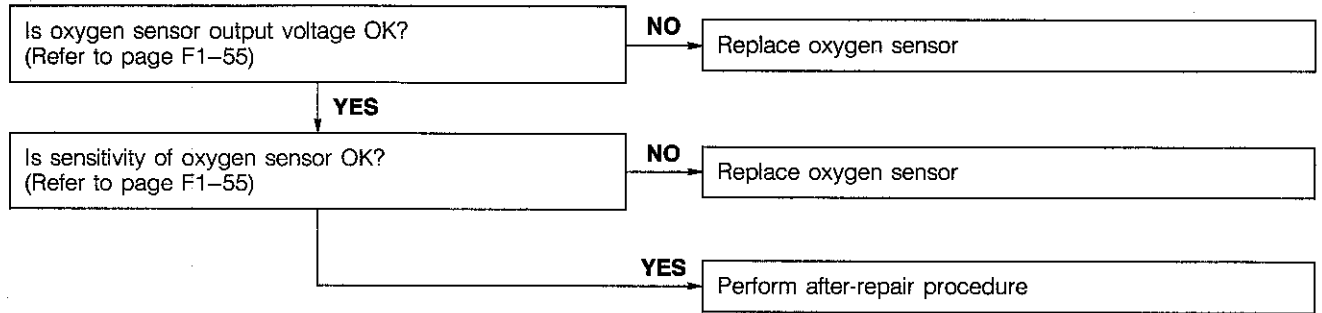 Is oxygen sensor output voltage OK?
(Refer to page F1–55)
NO
Replace oxygen sensor
YES
Is sensitivity of oxygen sensor OK?
(Refer to page F1–55)
NO
Replace oxygen sensor
YES
Perform after-repair procedure